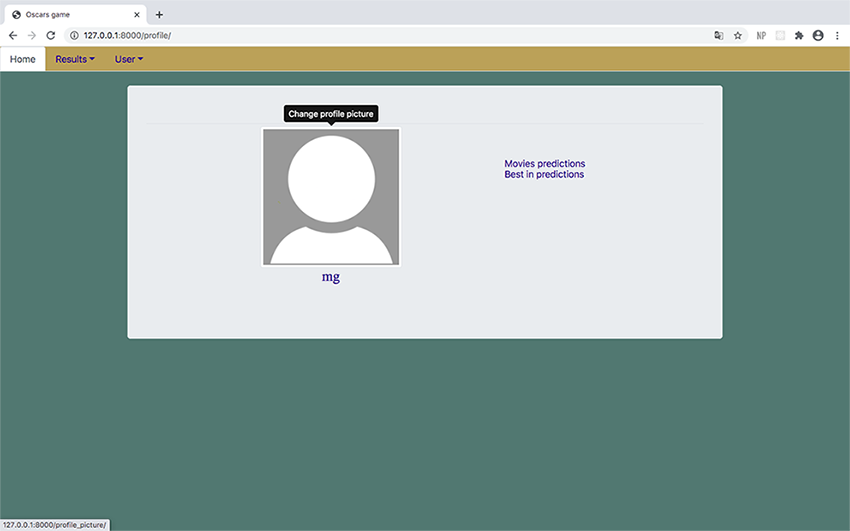 Oscars game
127.0.0.1:8000/profile/
NP
Home
Results
User
Change profile picture
Movies predictions
Best in predictions
mg
127.0.0.1:8000/profile_picture/